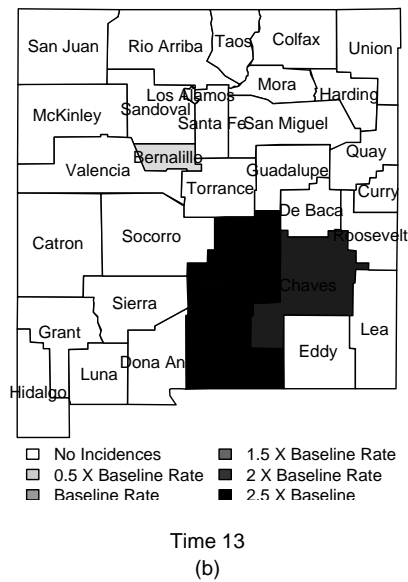 San Juan Rio Arriba Taos Colfax Union
Los Alamos Mora Harding
McKinley Sandoval Santa Fe San Miguel
Bernalillo Quay
Valencia Guadalupe
Torrance Curry
De Baca
Catron Socorro Roosevelt
Chaves
Sierra
Grant Lea
Dona An Eddy
Luna
Hidalgo
No Incidences 1.5 X Baseline Rate
0.5 X Baseline Rate 2 X Baseline Rate
Baseline Rate 2.5 X Baseline
Time 13
(b)